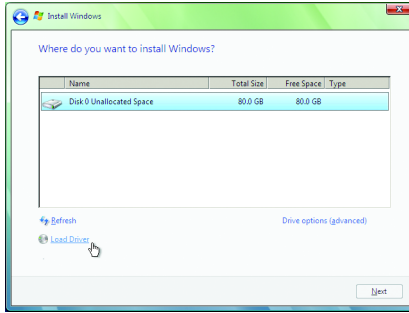 Install Windows
Where do you want to install Windows?
Name Total Size Free Space Type
Disk 0 Unallocated Space 80.0 GB 80.0 GB
Refresh Drive options (advanced)
Load Driver
Next